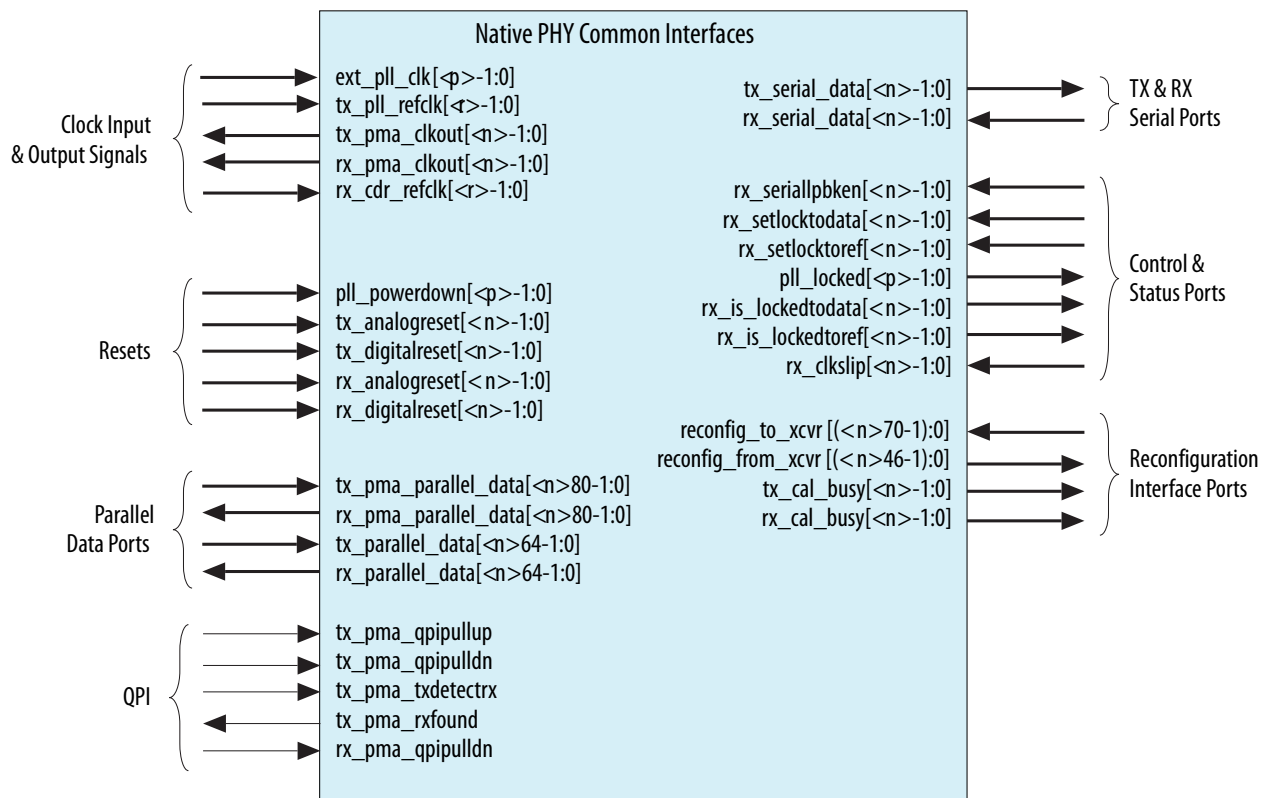 Native PHY Common Interfaces
Clock Input
& Output Signals
ext_pll_clk[<p>-1:0]
tx_pll_refclk[<r>-1:0]
tx_pma_clkout[<n>-1:0]
rx_pma_clkout[<n>-1:0]
rx_cdr_refclk[<r>-1:0]
Resets
pll_powerdown[<p>-1:0]
tx_analogreset[<n>-1:0]
tx_digitalreset[<n>-1:0]
rx_analogreset[<n>-1:0]
rx_digitalreset[<n>-1:0]
Parallel
Data Ports
tx_pma_parallel_data[<n>80-1:0]
rx_pma_parallel_data[<n>80-1:0]
tx_parallel_data[<n>64-1:0]
rx_parallel_data[<n>64-1:0]
QPI
tx_pma_qpipullup
tx_pma_qpipulldn
tx_pma_txdetectrx
tx_pma_rxfound
rx_pma_qpipulldn
tx_serial_data[<n>-1:0]
rx_serial_data[<n>-1:0]
TX & RX
Serial Ports
rx_seriallpbken[<n>-1:0]
rx_setlocktodata[<n>-1:0]
rx_setlocktoref[<n>-1:0]
pll_locked[<p>-1:0]
rx_is_lockedtodata[<n>-1:0]
rx_is_lockedtoref[<n>-1:0]
rx_clkslip[<n>-1:0]
Control &
Status Ports
reconfig_to_xcvr [(<n>70-1):0]
reconfig_from_xcvr [(<n>46-1):0]
tx_cal_busy[<n>-1:0]
rx_cal_busy[<n>-1:0]
Reconfiguration
Interface Ports